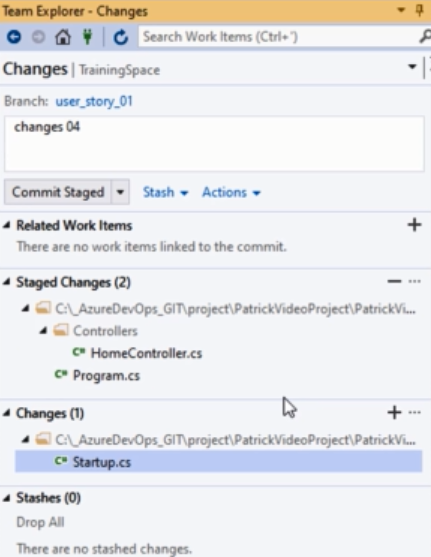 Team Explorer - Changes
Search Work Items (Ctrl+')
Changes | TrainingSpace
Branch: user_story_01
changes 04
Commit Staged Stash Actions
Related Work Items
There are no work items linked to the commit.
Staged Changes (2)
C:\_AzureDevOps_GIT\project\PatrickVideoProject\PatrickVi...
Controllers
C# HomeController.cs
C# Program.cs
Changes (1)
C:\_AzureDevOps_GIT\project\PatrickVideoProject\PatrickVi...
C# Startup.cs
Stashes (0)
Drop All
There are no stashed changes.